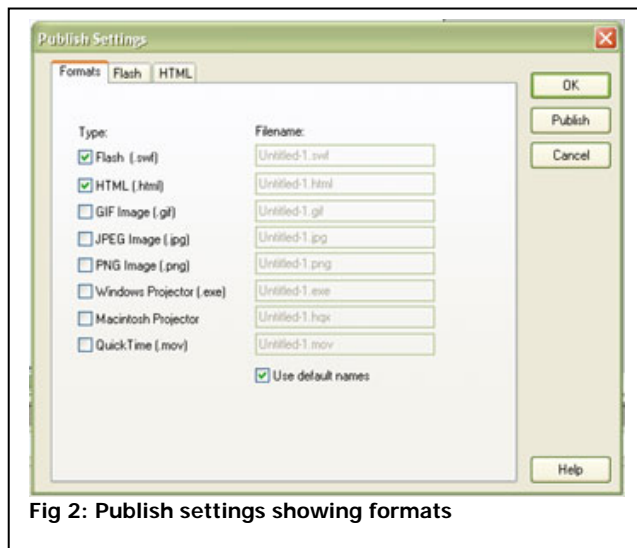 Publish Settings
Formats Flash HTML
OK
Publish
Cancel
Type: Filename:
Flash (.swf) Untitled-1.swf
HTML (.html) Untitled-1.html
GIF Image (.gif) Untitled-1.gif
JPEG Image (.jpg) Untitled-1.jpg
PNG Image (.png) Untitled-1.png
Windows Projector (.exe) Untitled-1.exe
Macintosh Projector Untitled-1.hqx
QuickTime (.mov) Untitled-1.mov
Use default names
Help
Fig 2: Publish settings showing formats